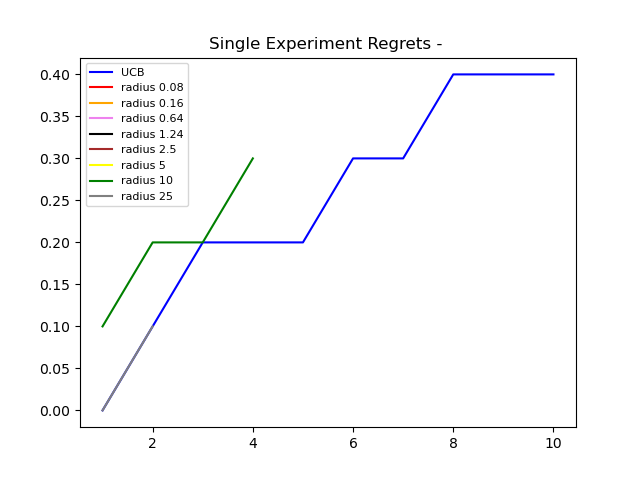 Single Experiment Regrets -
0.40
0.35
0.30
0.25
0.20
0.15
0.10
0.05
0.00
UCB
radius 0.08
radius 0.16
radius 0.64
radius 1.24
radius 2.5
radius 5
radius 10
radius 25
2 4 6 8 10